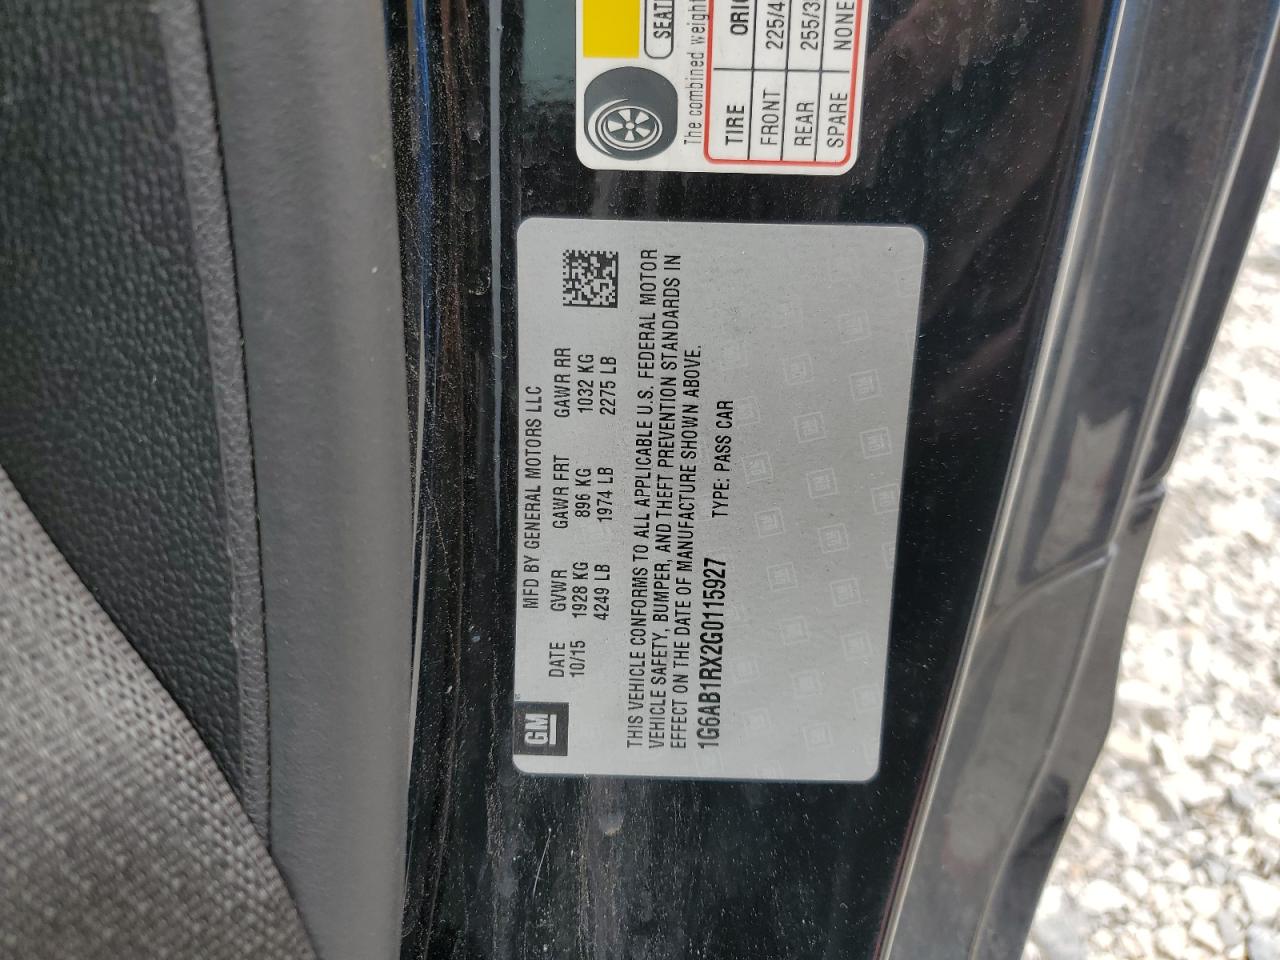 GM
MFD BY GENERAL MOTORS LLC
DATE GVWR GAWR FRT GAWR RR
10/15 1928 KG 896 KG 1032 KG
4249 LB 1974 LB 2275 LB
THIS VEHICLE CONFORMS TO ALL APPLICABLE U.S. FEDERAL MOTOR
VEHICLE SAFETY, BUMPER, AND THEFT PREVENTION STANDARDS IN
EFFECT ON THE DATE OF MANUFACTURE SHOWN ABOVE.
1G6AB1RX2G0115927 TYPE: PASS CAR
SEATI
The combined weight
TIRE ORIG
FRONT 225/4
REAR 255/3
SPARE NONE